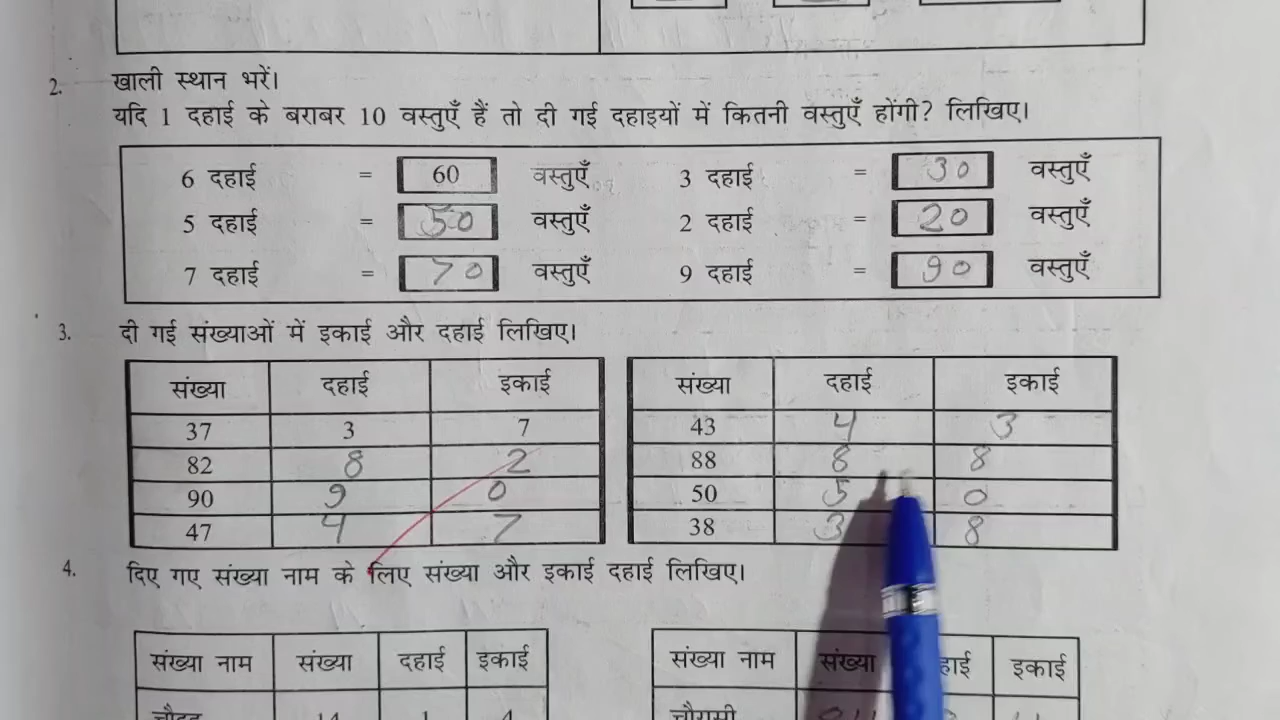 2. खाली स्थान भरें।
यदि 1 दहाई के बराबर 10 वस्तुएँ हैं तो दी गई दहाइयों में कितनी वस्तुएँ होंगी? लिखिए।
6 दहाई = 60 वस्तुएँ 3 दहाई = 30 वस्तुएँ
5 दहाई = 50 वस्तुएँ 2 दहाई = 20 वस्तुएँ
7 दहाई = 70 वस्तुएँ 9 दहाई = 90 वस्तुएँ
3. दी गई संख्याओं में इकाई और दहाई लिखिए।
संख्या दहाई इकाई संख्या दहाई इकाई
37 3 7 43 4 3
82 8 2 88 8 8
90 9 0 50 5 0
47 4 7 38 3 8
4. दिए गए संख्या नाम के लिए संख्या और इकाई दहाई लिखिए।
संख्या नाम संख्या दहाई इकाई संख्या नाम संख्या हाई इकाई